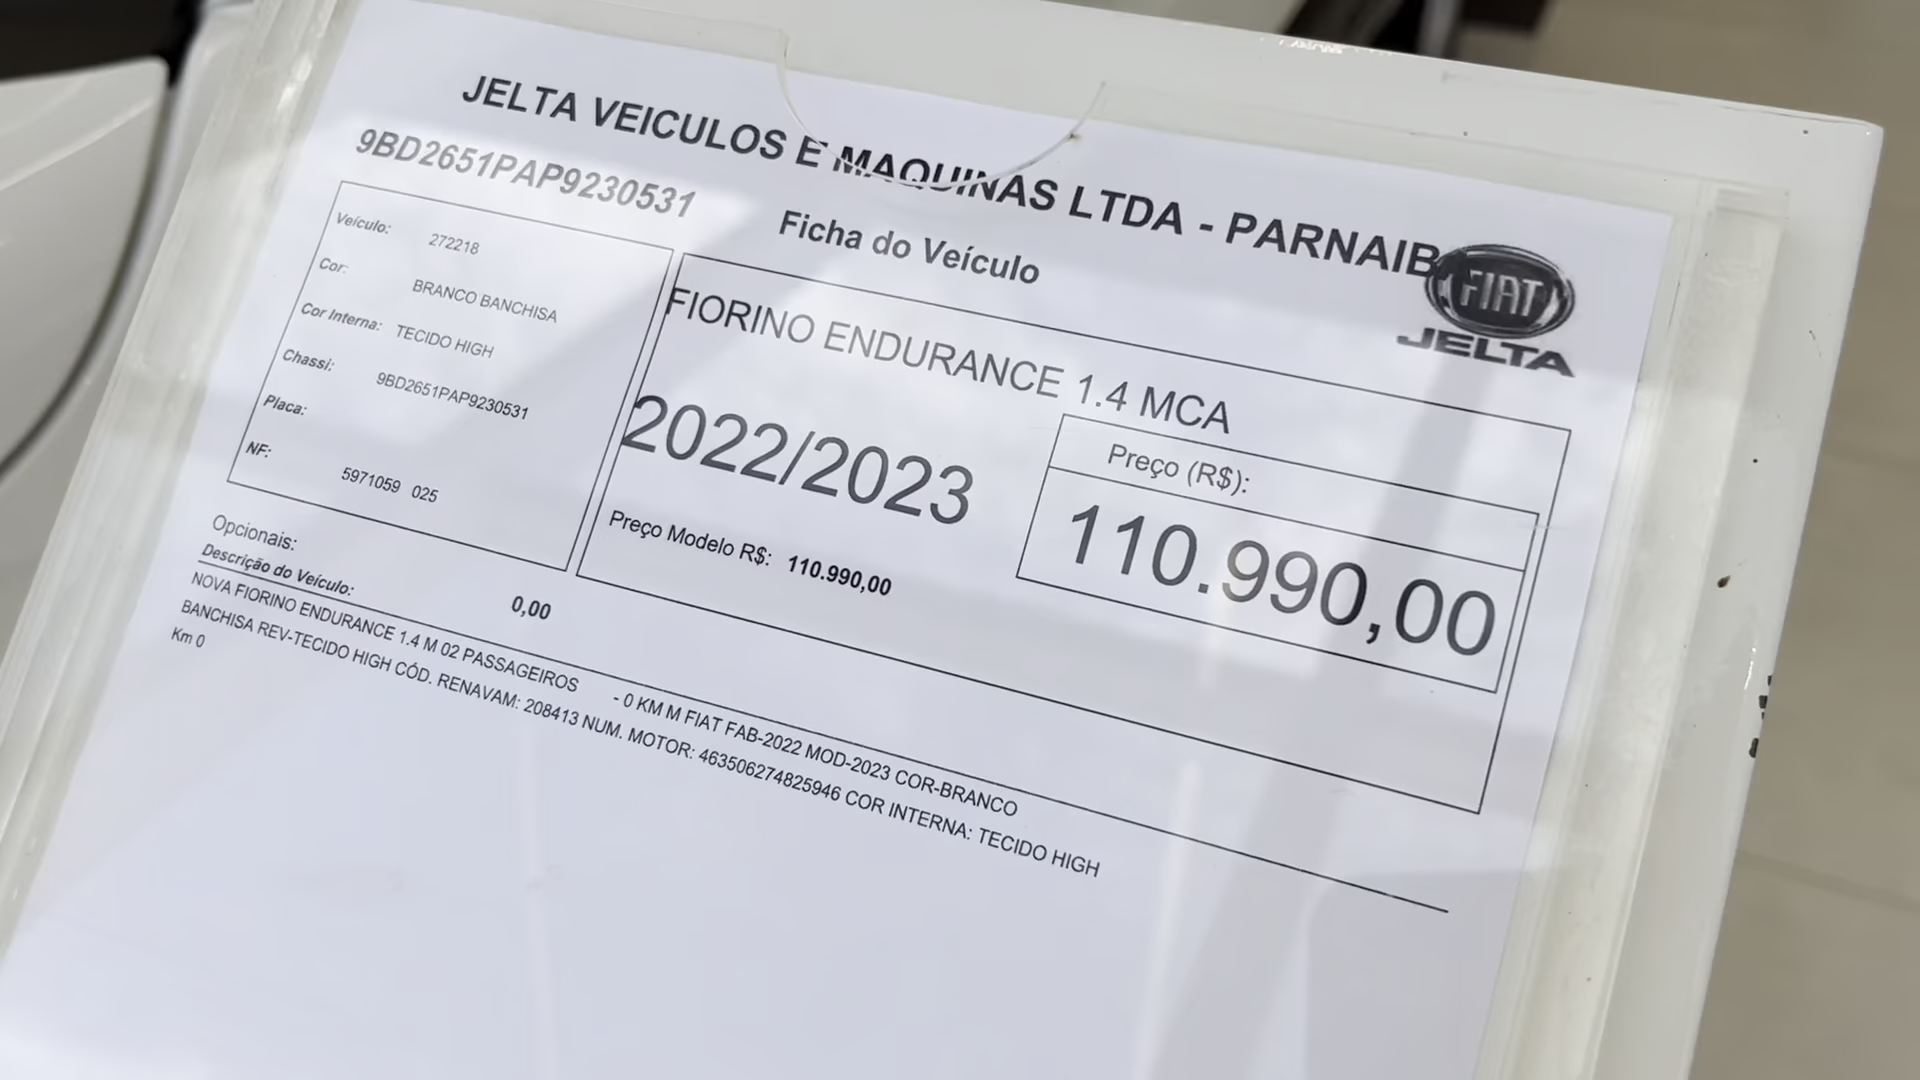 JELTA VEICULOS E MAQUINAS LTDA - PARNAIB
9BD2651PAP9230531
Ficha do Veículo
FIAT
JELTA
Veículo: 272218
Cor: BRANCO BANCHISA
Cor Interna: TECIDO HIGH
Chassi: 9BD2651PAP9230531
Placa:
NF: 5971059 025
FIORINO ENDURANCE 1.4 MCA
2022/2023
Preço (R$):
110.990,00
Preço Modelo R$: 110.990,00
Opcionais: 0,00
Descrição do Veículo:
NOVA FIORINO ENDURANCE 1.4 M 02 PASSAGEIROS - 0 KM M FIAT FAB-2022 MOD-2023 COR-BRANCO
BANCHISA REV-TECIDO HIGH CÓD. RENAVAM: 208413 NUM. MOTOR: 463506274825946 COR INTERNA: TECIDO HIGH
Km 0